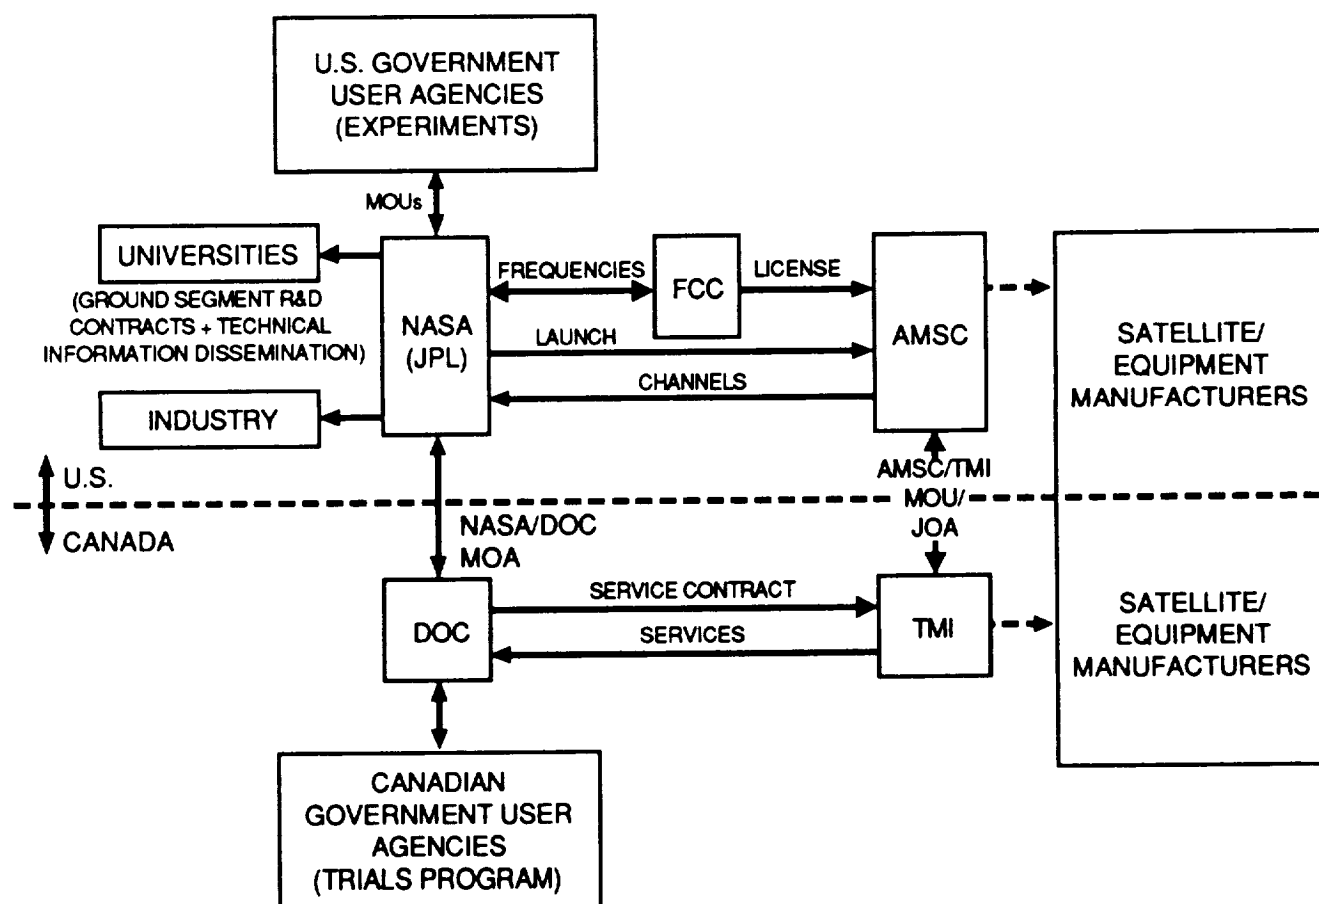 U.S. GOVERNMENT
USER AGENCIES
(EXPERIMENTS)
MOUs
UNIVERSITIES
(GROUND SEGMENT R&D
CONTRACTS + TECHNICAL
INFORMATION DISSEMINATION)
INDUSTRY
NASA
(JPL)
FREQUENCIES
FCC
LICENSE
LAUNCH
CHANNELS
AMSC
SATELLITE/
EQUIPMENT
MANUFACTURERS
U.S.
CANADA
NASA/DOC
MOA
AMSC/TMI
MOU/
JOA
DOC
SERVICE CONTRACT
SERVICES
TMI
SATELLITE/
EQUIPMENT
MANUFACTURERS
CANADIAN
GOVERNMENT USER
AGENCIES
(TRIALS PROGRAM)